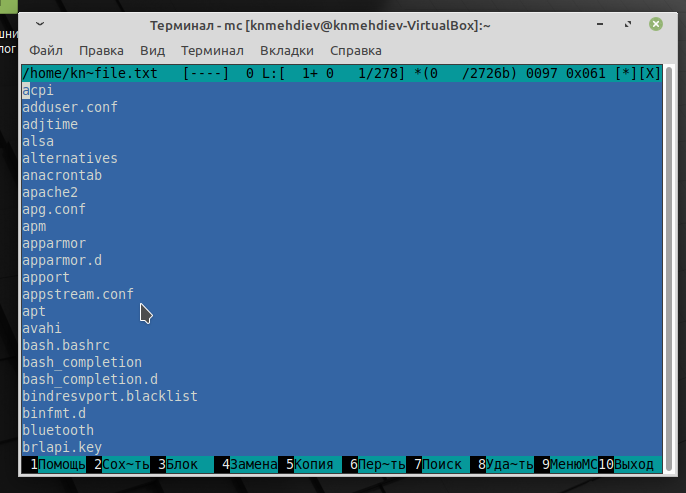 шни
лог
Терминал - mc [knmehdiev@knmehdiev-VirtualBox]:~
Файл Правка Вид Терминал Вкладки Справка
/home/kn~file.txt [----] 0 L:[ 1+ 0 1/278] *(0 /2726b) 0097 0x061 [*][X]
acpi
adduser.conf
adjtime
alsa
alternatives
anacrontab
apache2
apg.conf
apm
apparmor
apparmor.d
apport
appstream.conf
apt
avahi
bash.bashrc
bash_completion
bash_completion.d
bindresvport.blacklist
binfmt.d
bluetooth
brlapi.key
1Помощь 2Сох~ть 3Блок 4Замена 5Копия 6Пер~ть 7Поиск 8Уда~ть 9МенюMC 10Выход